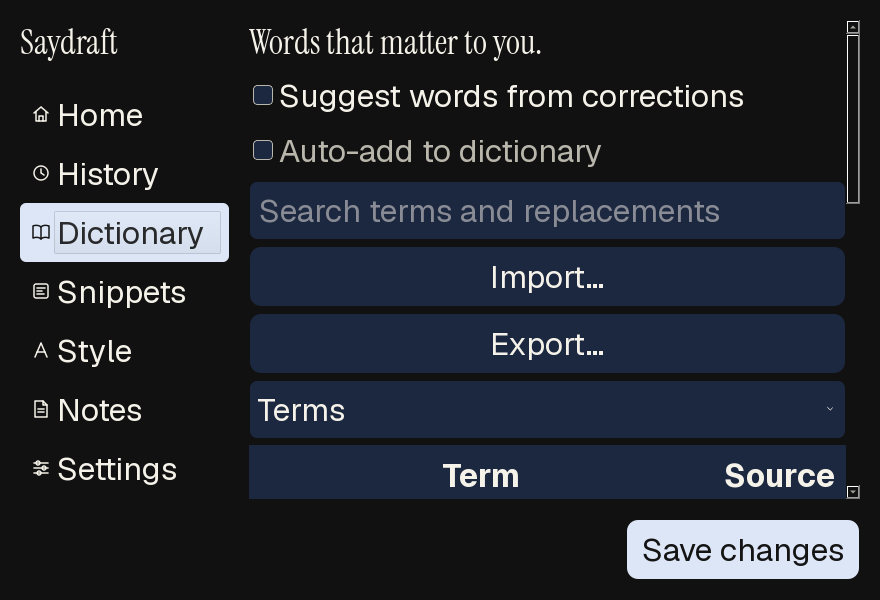 Saydraft
Home
History
Dictionary
Snippets
Style
Notes
Settings
Words that matter to you.
Suggest words from corrections
Auto-add to dictionary
Search terms and replacements
Import…
Export…
Terms
Term Source
Save changes